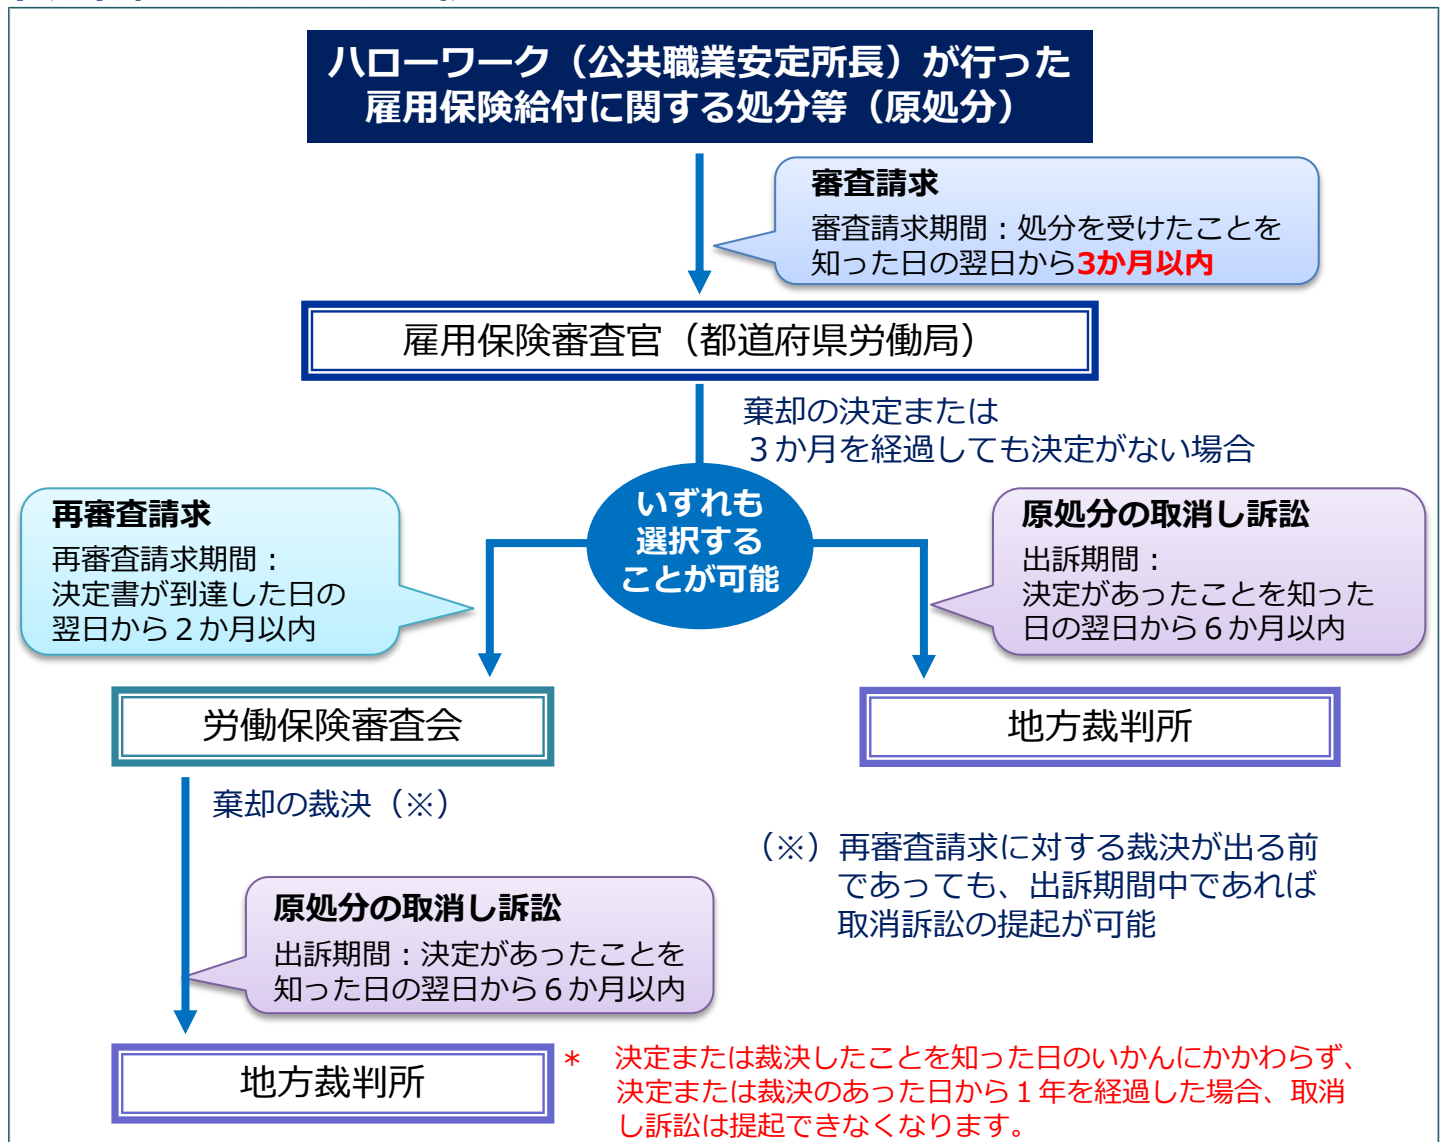 ハローワーク（公共職業安定所長）が行った
雇用保険給付に関する処分等（原処分）
審査請求
審査請求期間：処分を受けたことを
知った日の翌日から3か月以内
雇用保険審査官（都道府県労働局）
棄却の決定または
３か月を経過しても決定がない場合
いずれも
選択する
ことが可能
再審査請求
再審査請求期間：
決定書が到達した日の
翌日から２か月以内
原処分の取消し訴訟
出訴期間：
決定があったことを知った
日の翌日から６か月以内
労働保険審査会
地方裁判所
棄却の裁決（※）
（※）再審査請求に対する裁決が出る前
であっても、出訴期間中であれば
取消訴訟の提起が可能
原処分の取消し訴訟
出訴期間：決定があったことを
知った日の翌日から６か月以内
地方裁判所
＊　決定または裁決したことを知った日のいかんにかかわらず、
決定または裁決のあった日から１年を経過した場合、取消
し訴訟は提起できなくなります。